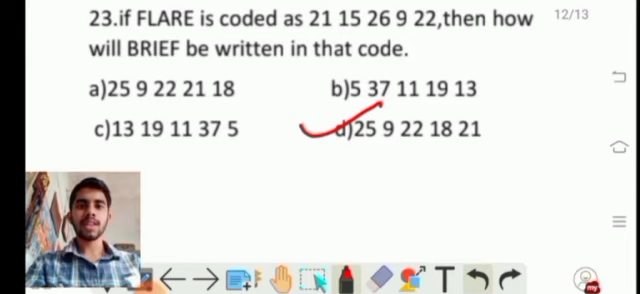 23.if FLARE is coded as 21 15 26 9 22,then how
12/13
will BRIEF be written in that code.
a)25 9 22 21 18
b)5 37 11 19 13
c)13 19 11 37 5
d)25 9 22 18 21
T
my